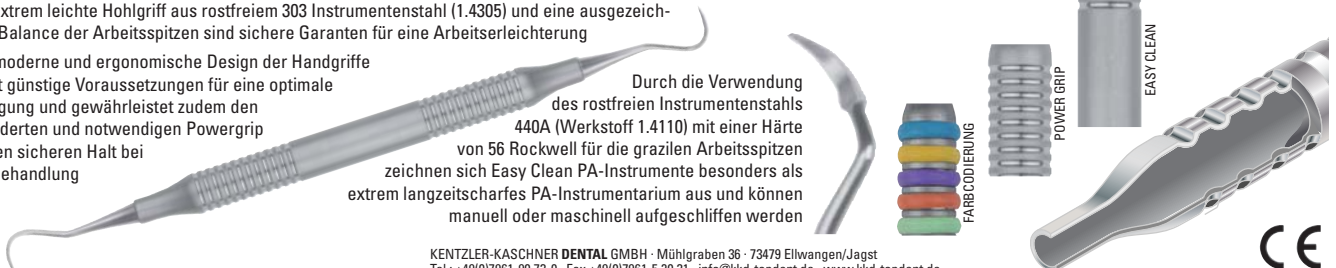 xtrem leichte Hohlgriff aus rostfreiem 303 Instrumentenstahl (1.4305) und eine ausgezeich-
Balance der Arbeitsspitzen sind sichere Garanten für eine Arbeitserleichterung
moderne und ergonomische Design der Handgriffe
t günstige Voraussetzungen für eine optimale
gung und gewährleistet zudem den
derten und notwendigen Powergrip
en sicheren Halt bei
ehandlung
Durch die Verwendung
des rostfreien Instrumentenstahls
440A (Werkstoff 1.4110) mit einer Härte
von 56 Rockwell für die grazilen Arbeitsspitzen
zeichnen sich Easy Clean PA-Instrumente besonders als
extrem langzeitscharfes PA-Instrumentarium aus und können
manuell oder maschinell aufgeschliffen werden
FARBCODIERUNG
POWER GRIP
EASY CLEAN
CE
KENTZLER-KASCHNER DENTAL GMBH · Mühlgraben 36 · 73479 Ellwangen/Jagst